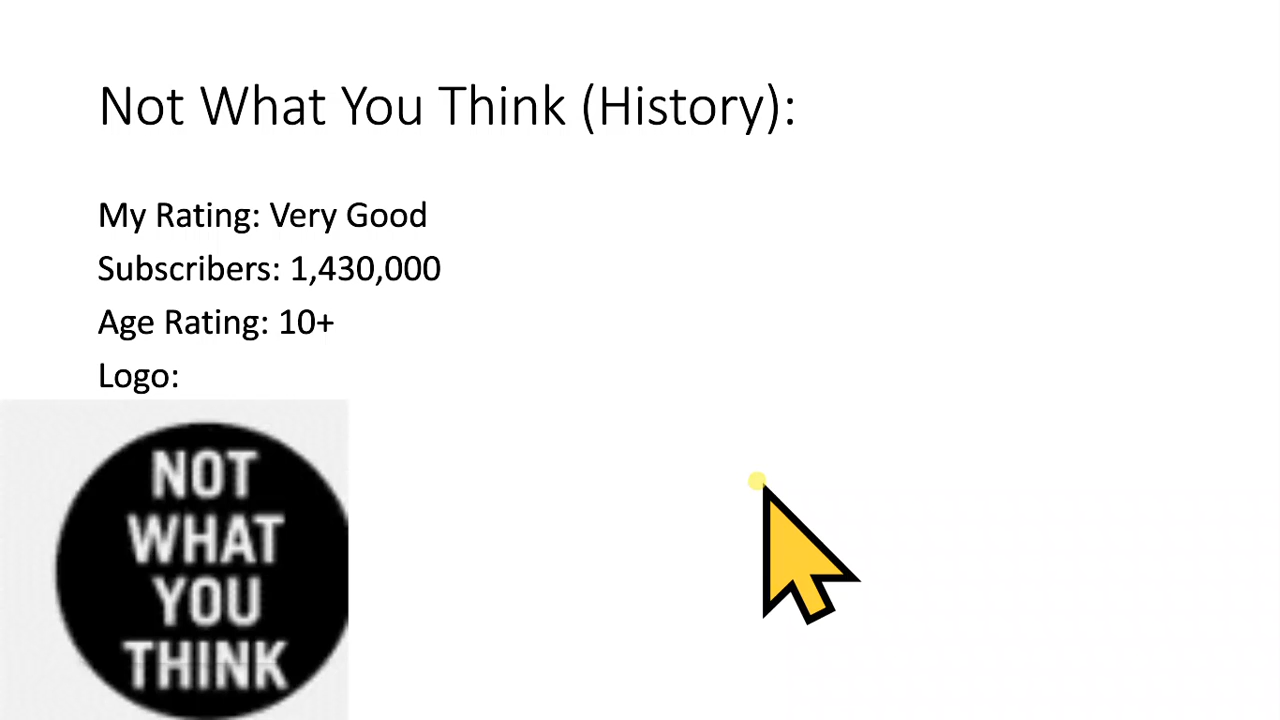 Not What You Think (History):
My Rating: Very Good
Subscribers: 1,430,000
Age Rating: 10+
Logo:
NOT
WHAT
YOU
THINK